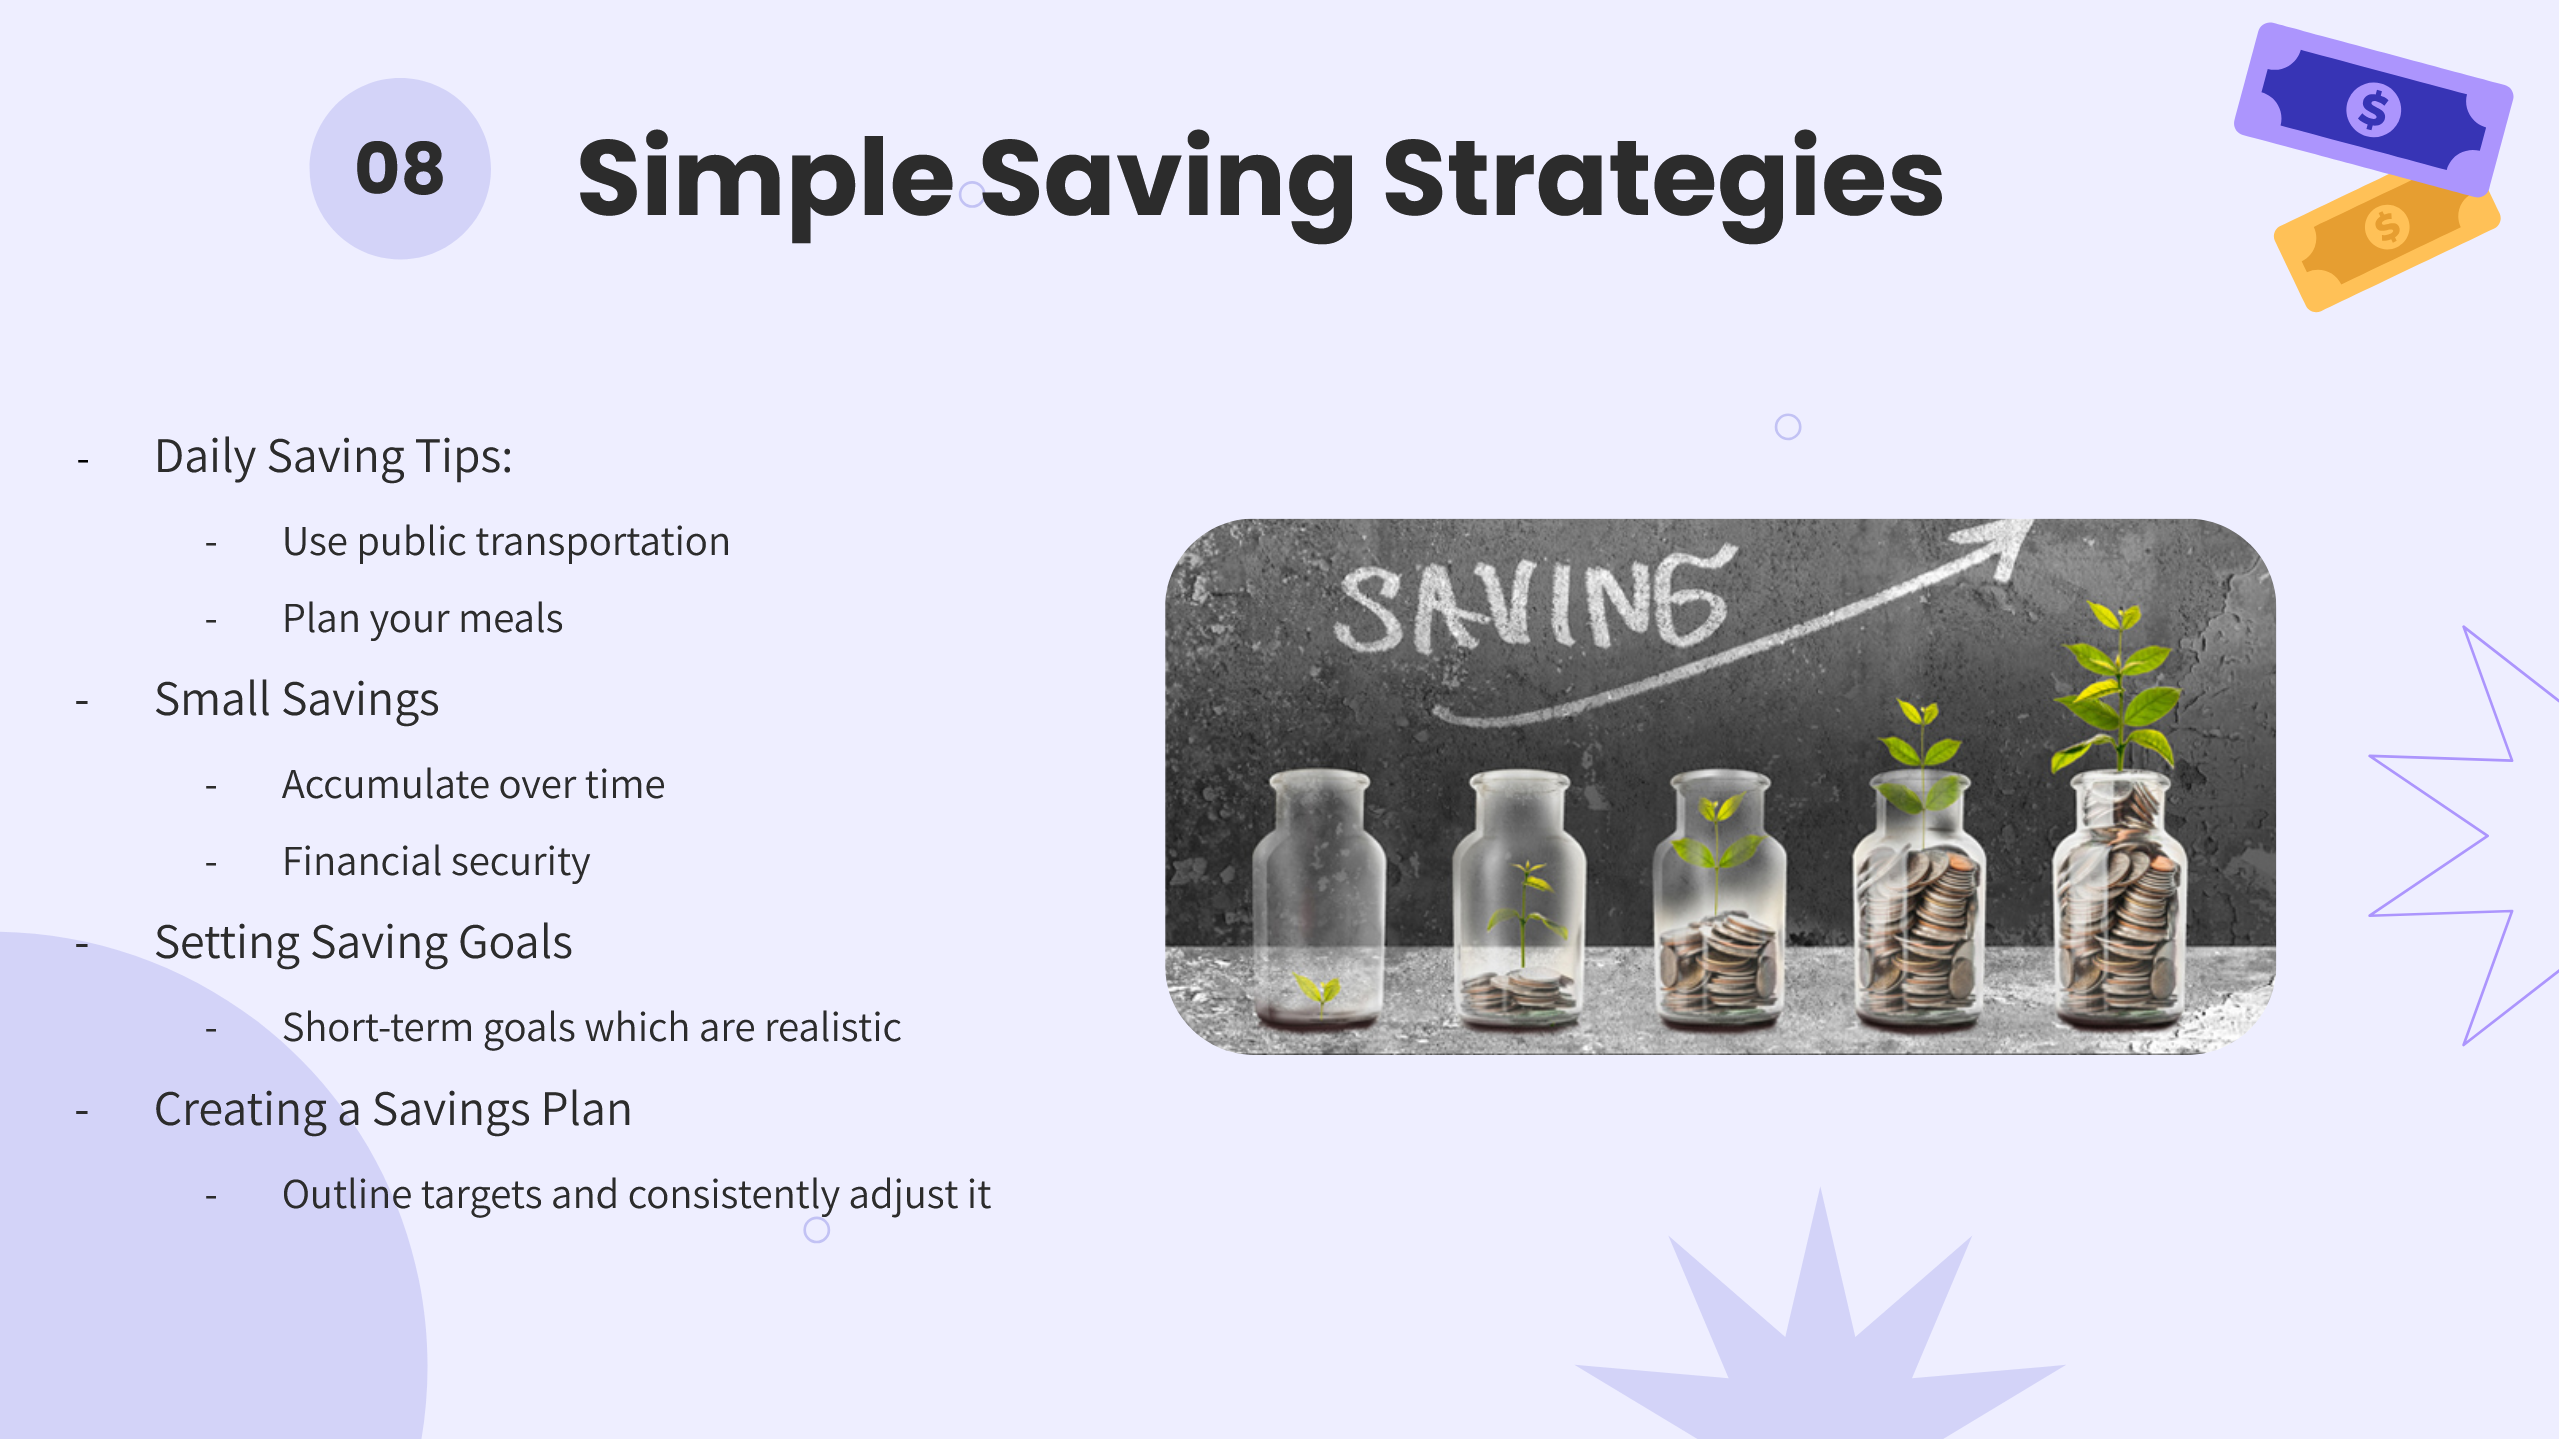 08
Simple Saving Strategies
$
$
- Daily Saving Tips:
- Use public transportation
- Plan your meals
- Small Savings
- Accumulate over time
- Financial security
- Setting Saving Goals
- Short-term goals which are realistic
- Creating a Savings Plan
- Outline targets and consistently adjust it
SAVING